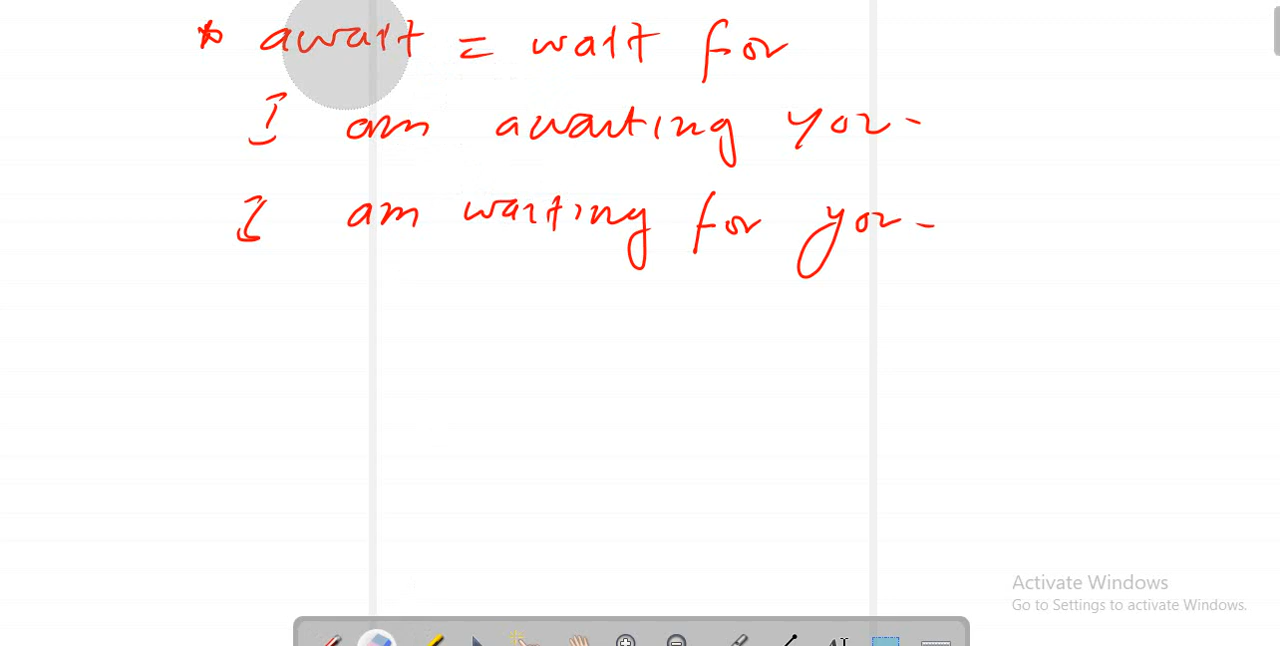 * await = wait for
I am awaiting you.
I am waiting for you.
Activate Windows
Go to Settings to activate Windows.